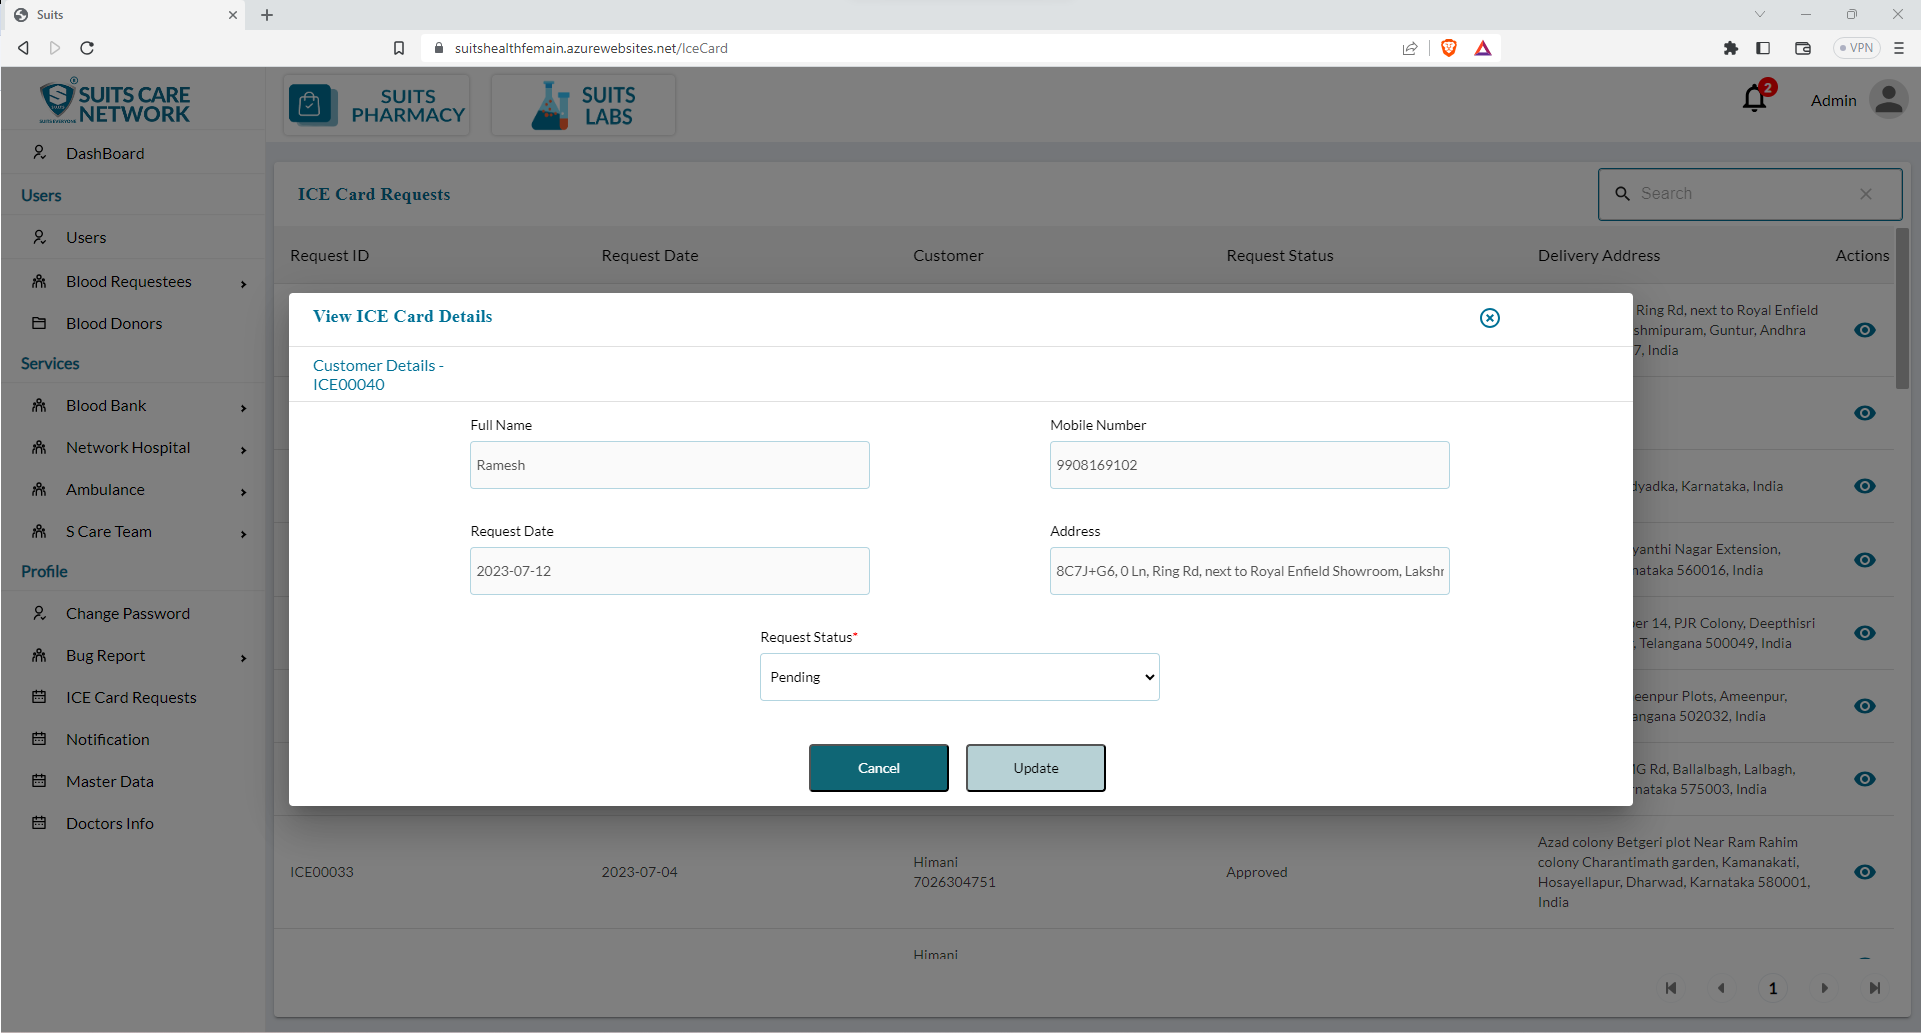 Suits
suitshealthfemain.azurewebsites.net/IceCard
VPN
SUITS CARE
NETWORK
SUITS
PHARMACY
SUITS
LABS
2
Admin
DashBoard
Users
Users
Blood Requestees
Blood Donors
Services
Blood Bank
Network Hospital
Ambulance
S Care Team
Profile
Change Password
Bug Report
ICE Card Requests
Notification
Master Data
Doctors Info
ICE Card Requests
Search
Request ID Request Date Customer Request Status Delivery Address Actions
View ICE Card Details
Customer Details -
ICE00040
Full Name
Ramesh
Mobile Number
9908169102
Request Date
2023-07-12
Address
8C7J+G6, 0 Ln, Ring Rd, next to Royal Enfield Showroom, Lakshr
Request Status*
Pending
Cancel
Update
Ring Rd, next to Royal Enfield
shmipuram, Guntur, Andhra
7, India
dyadka, Karnataka, India
yanthi Nagar Extension,
nataka 560016, India
per 14, PJR Colony, Deepthisri
, Telangana 500049, India
eenpur Plots, Ameenpur,
angana 502032, India
MG Rd, Ballalbagh, Lalbagh,
rnataka 575003, India
ICE00033
2023-07-04
Himani
7026304751
Approved
Azad colony Betgeri plot Near Ram Rahim
colony Charantimath garden, Kamanakati,
Hosayellapur, Dharwad, Karnataka 580001,
India
Himani
1